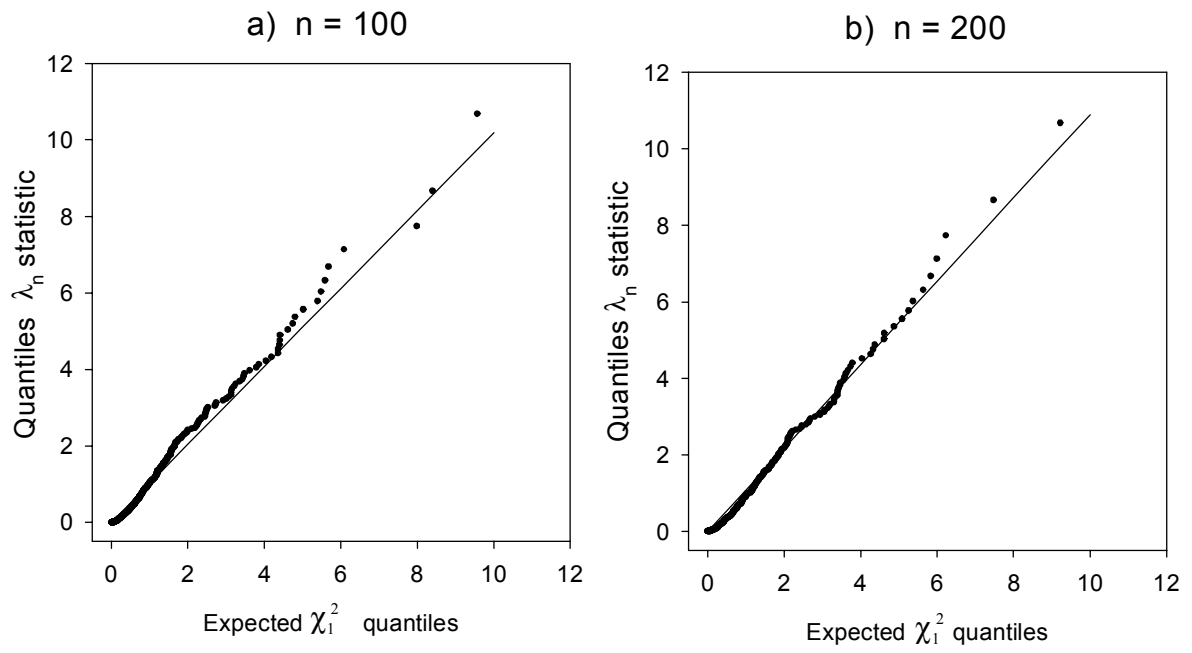 a) n = 100
12
10
8
6
4
2
0
Quantiles λn statistic
0 2 4 6 8 10 12
Expected χ₁² quantiles
b) n = 200
12
10
8
6
4
2
0
Quantiles λn statistic
0 2 4 6 8 10 12
Expected χ₁² quantiles